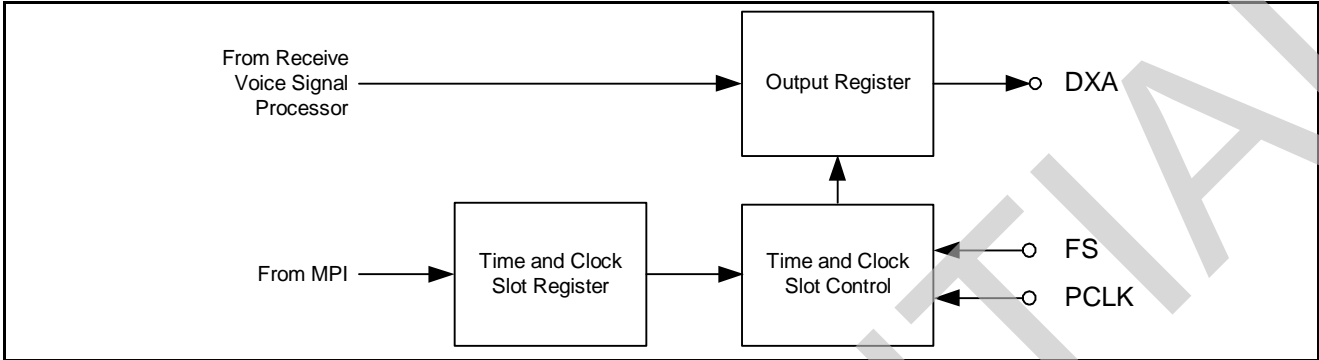 From Receive
Voice Signal
Processor
Output Register
DXA
From MPI
Time and Clock
Slot Register
Time and Clock
Slot Control
FS
PCLK